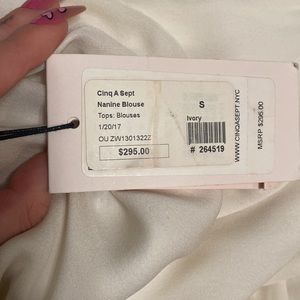 Cinq A Sept
Nanine Blouse
Tops: Blouses
1/20/17
OU ZW1301322Z
$295.00
S
Ivory
# 264519
WWW.CINQASEPT.NYC
MSRP $295.00